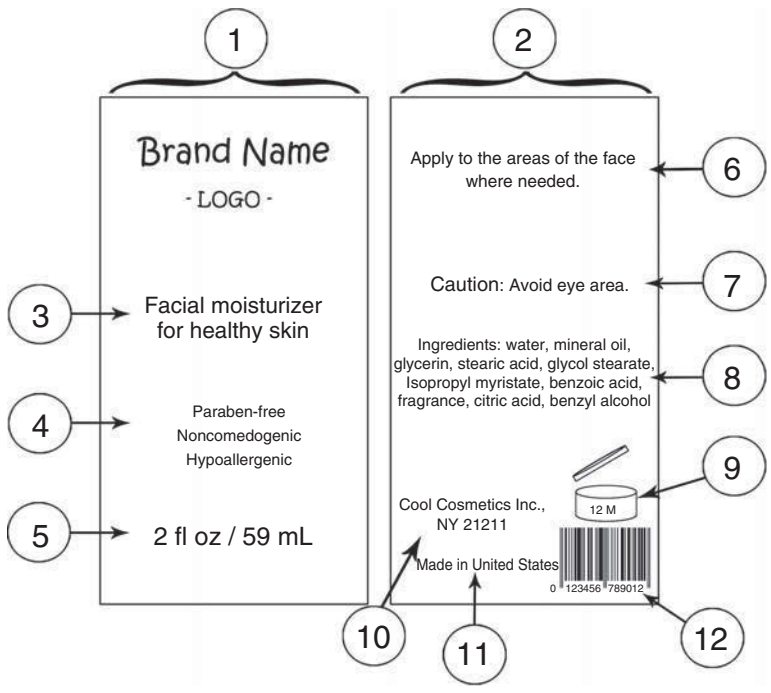 1
2
Brand Name
- LOGO -
3
Facial moisturizer
for healthy skin
4
Paraben-free
Noncomedogenic
Hypoallergenic
5
2 fl oz / 59 mL
Apply to the areas of the face
where needed.
6
Caution: Avoid eye area.
7
Ingredients: water, mineral oil,
glycerin, stearic acid, glycol stearate,
Isopropyl myristate, benzoic acid,
fragrance, citric acid, benzyl alcohol
8
9
12 M
Cool Cosmetics Inc.,
NY 21211
Made in United States
0 123456 789012
10
11
12